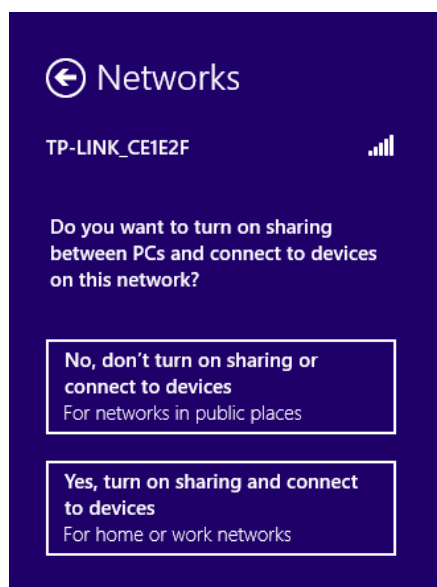 Networks
TP-LINK_CE1E2F
Do you want to turn on sharing
between PCs and connect to devices
on this network?
No, don't turn on sharing or
connect to devices
For networks in public places
Yes, turn on sharing and connect
to devices
For home or work networks